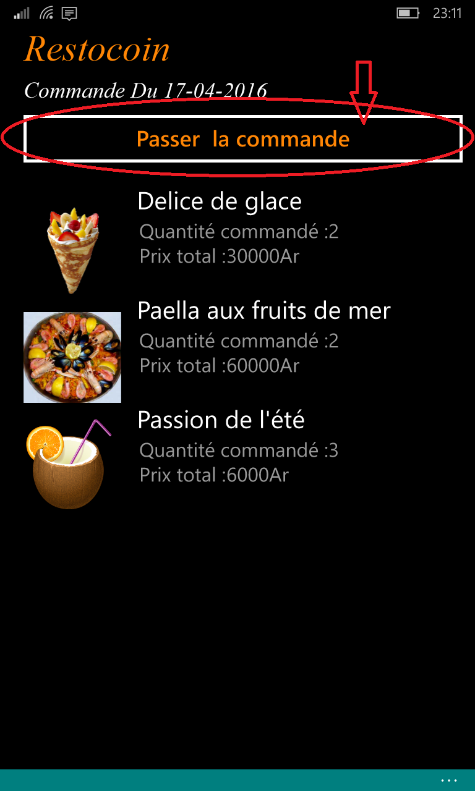 23:11
Restocoin
Commande Du 17-04-2016
Passer la commande
Delice de glace
Quantité commandé :2
Prix total :30000Ar
Paella aux fruits de mer
Quantité commandé :2
Prix total :60000Ar
Passion de l'été
Quantité commandé :3
Prix total :6000Ar
...